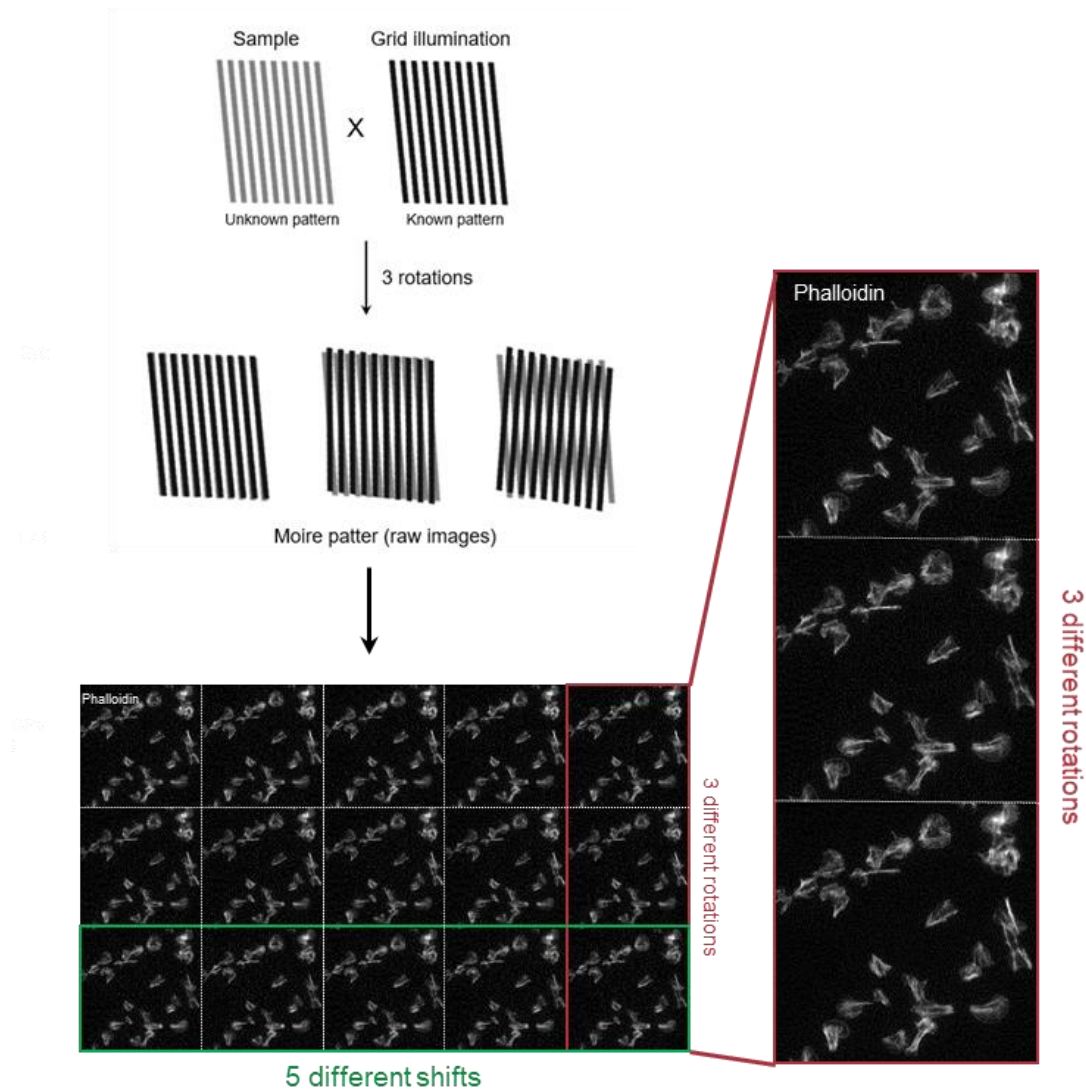 Sample
Grid illumination
X
Unknown pattern
Known pattern
3 rotations
Moire patter (raw images)
Phalloidin
3 different rotations
Phalloidin
3 different rotations
5 different shifts